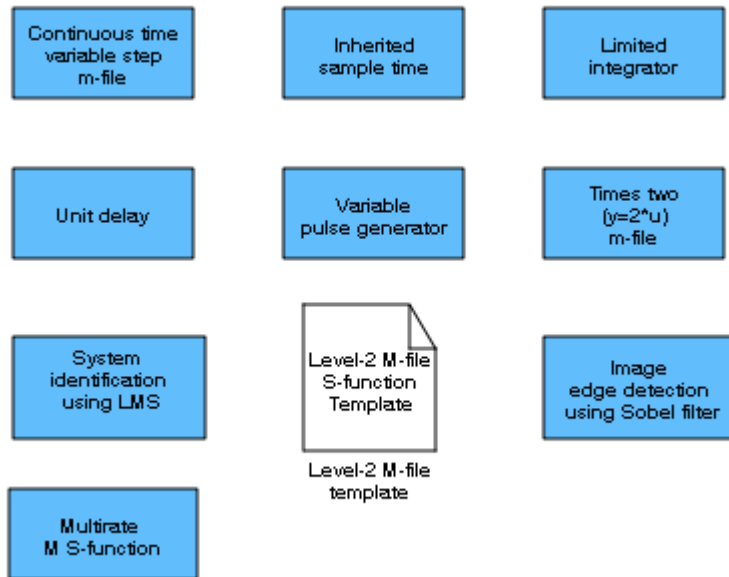 Continuous time
variable step
m-file
Inherited
sample time
Limited
integrator
Unit delay
Variable
pulse generator
Times two
(y=2*u)
m-file
System
identification
using LMS
Level-2 M-file
S-function
Template
Level-2 M-file
template
Image
edge detection
using Sobel filter
Multirate
M S-function